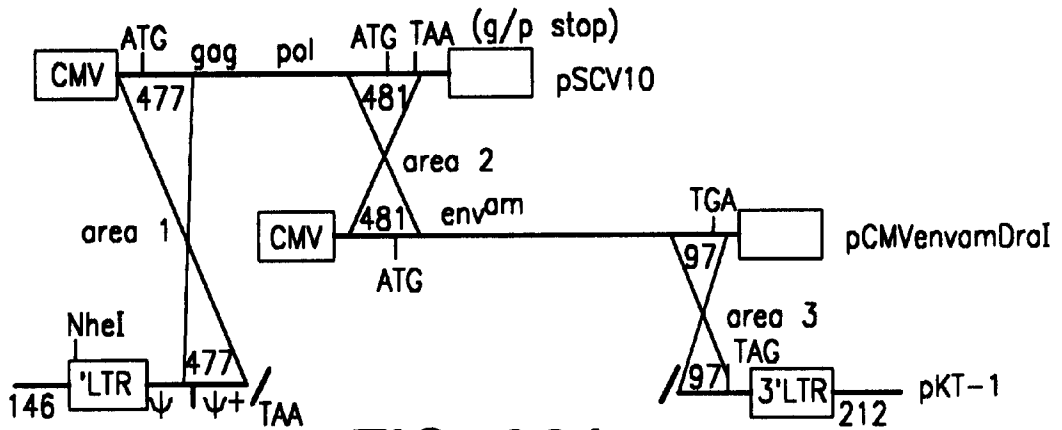 ATG gag pol ATG TAA (g/p stop)
CMV 477 481 pSCV10
area 2
area 1 CMV 481 env am TGA pCMVenvamDraI
ATG 97
NheI area 3
'LTR 477 97 TAG 3'LTR pKT-1
146 Ψ Ψ+ TAA 212